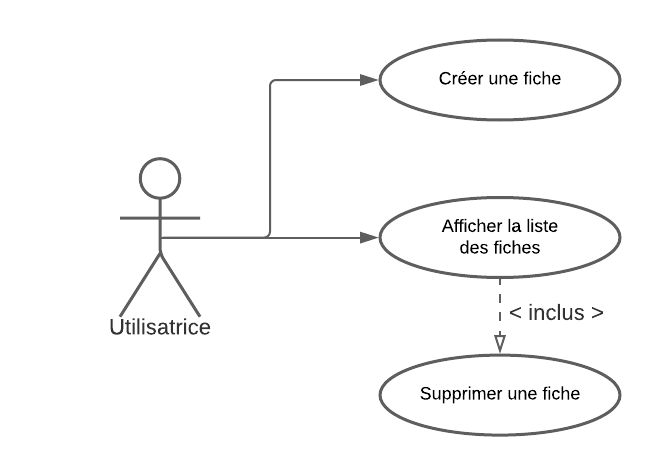 Créer une fiche
Afficher la liste
des fiches
< inclus >
Utilisatrice
Supprimer une fiche